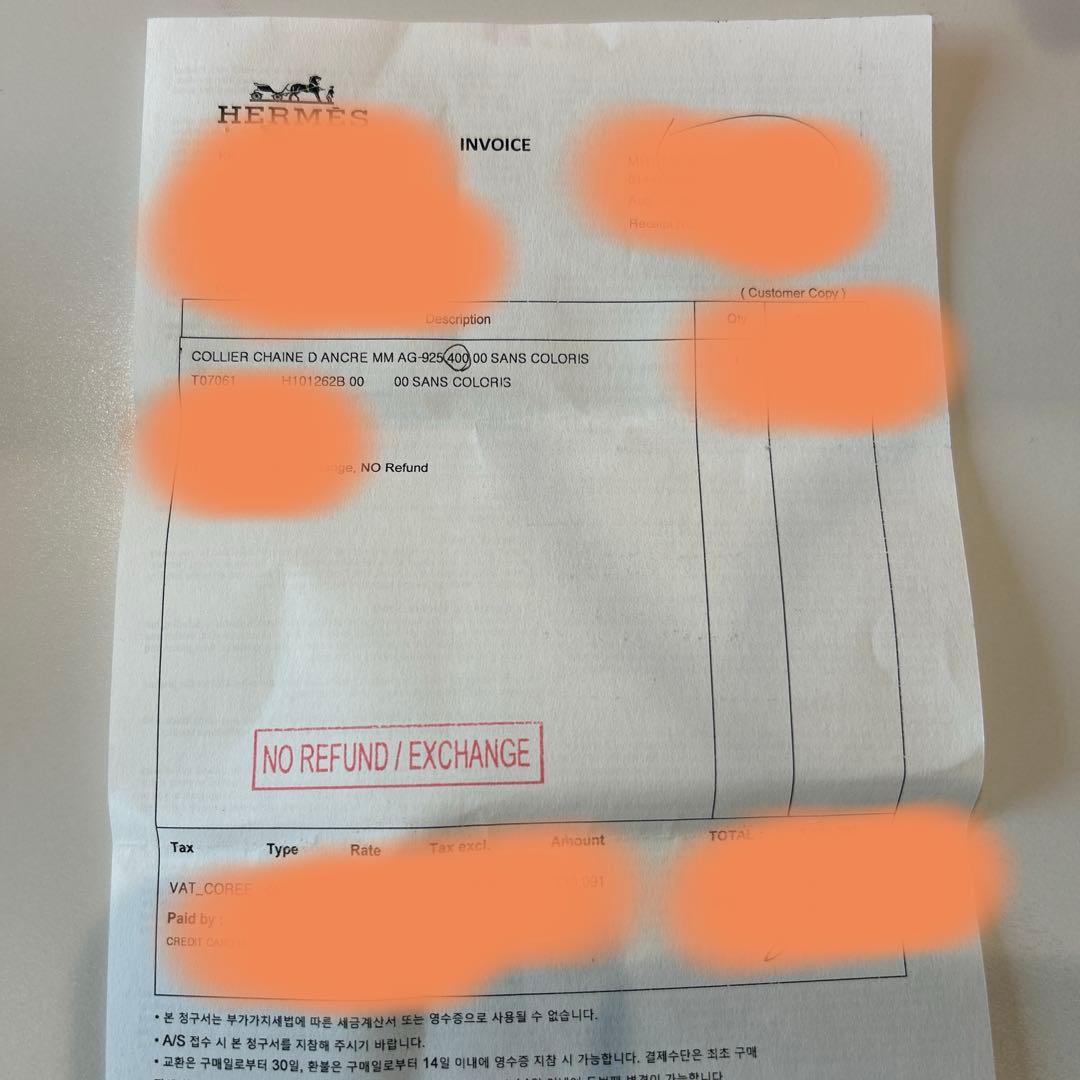 HERMÈS
INVOICE
( Customer Copy )
Description
Qty
COLLIER CHAINE D ANCRE MM AG-925,400,00 SANS COLORIS
T07061 H101262B 00 00 SANS COLORIS
NO Refund
NO REFUND / EXCHANGE
Tax Type Rate Tax excl. Amount TOTAL
VAT_COREE
Paid by :
CREDIT
• 본 청구서는 부가가치세법에 따른 세금계산서 또는 영수증으로 사용될 수 없습니다.
• A/S 접수 시 본 청구서를 지참해 주시기 바랍니다.
• 교환은 구매일로부터 30일, 환불은 구매일로부터 14일 이내에 영수증 지참 시 가능합니다. 결제수단은 최초 구매